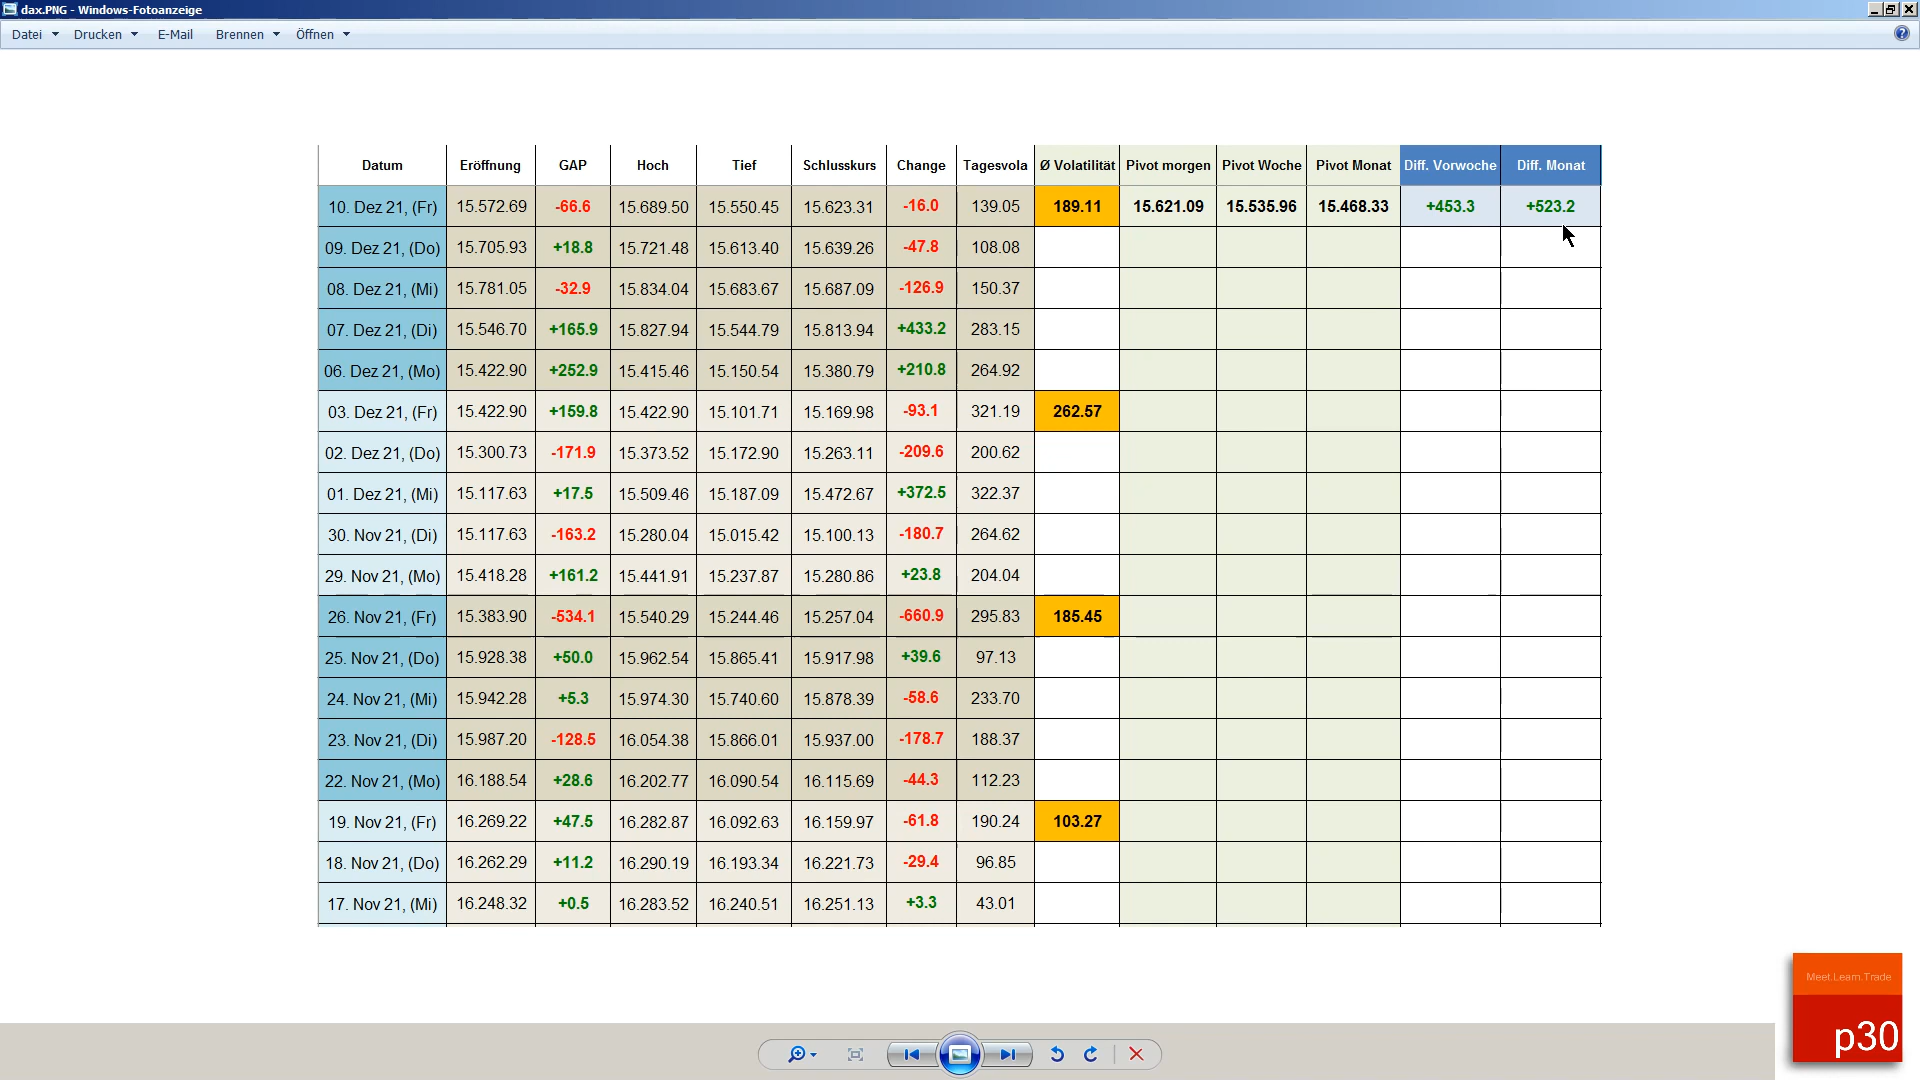 dax.PNG - Windows-Fotoanzeige
Datei Drucken E-Mail Brennen Öffnen
Datum Eröffnung GAP Hoch Tief Schlusskurs Change Tagesvola Ø Volatilität Pivot morgen Pivot Woche Pivot Monat Diff. Vorwoche Diff. Monat
10. Dez 21, (Fr) 15.572.69 -66.6 15.689.50 15.550.45 15.623.31 -16.0 139.05 189.11 15.621.09 15.535.96 15.468.33 +453.3 +523.2
09. Dez 21, (Do) 15.705.93 +18.8 15.721.48 15.613.40 15.639.26 -47.8 108.08
08. Dez 21, (Mi) 15.781.05 -32.9 15.834.04 15.683.67 15.687.09 -126.9 150.37
07. Dez 21, (Di) 15.546.70 +165.9 15.827.94 15.544.79 15.813.94 +433.2 283.15
06. Dez 21, (Mo) 15.422.90 +252.9 15.415.46 15.150.54 15.380.79 +210.8 264.92
03. Dez 21, (Fr) 15.422.90 +159.8 15.422.90 15.101.71 15.169.98 -93.1 321.19 262.57
02. Dez 21, (Do) 15.300.73 -171.9 15.373.52 15.172.90 15.263.11 -209.6 200.62
01. Dez 21, (Mi) 15.117.63 +17.5 15.509.46 15.187.09 15.472.67 +372.5 322.37
30. Nov 21, (Di) 15.117.63 -163.2 15.280.04 15.015.42 15.100.13 -180.7 264.62
29. Nov 21, (Mo) 15.418.28 +161.2 15.441.91 15.237.87 15.280.86 +23.8 204.04
26. Nov 21, (Fr) 15.383.90 -534.1 15.540.29 15.244.46 15.257.04 -660.9 295.83 185.45
25. Nov 21, (Do) 15.928.38 +50.0 15.962.54 15.865.41 15.917.98 +39.6 97.13
24. Nov 21, (Mi) 15.942.28 +5.3 15.974.30 15.740.60 15.878.39 -58.6 233.70
23. Nov 21, (Di) 15.987.20 -128.5 16.054.38 15.866.01 15.937.00 -178.7 188.37
22. Nov 21, (Mo) 16.188.54 +28.6 16.202.77 16.090.54 16.115.69 -44.3 112.23
19. Nov 21, (Fr) 16.269.22 +47.5 16.282.87 16.092.63 16.159.97 -61.8 190.24 103.27
18. Nov 21, (Do) 16.262.29 +11.2 16.290.19 16.193.34 16.221.73 -29.4 96.85
17. Nov 21, (Mi) 16.248.32 +0.5 16.283.52 16.240.51 16.251.13 +3.3 43.01
Meet.Learn.Trade
p30